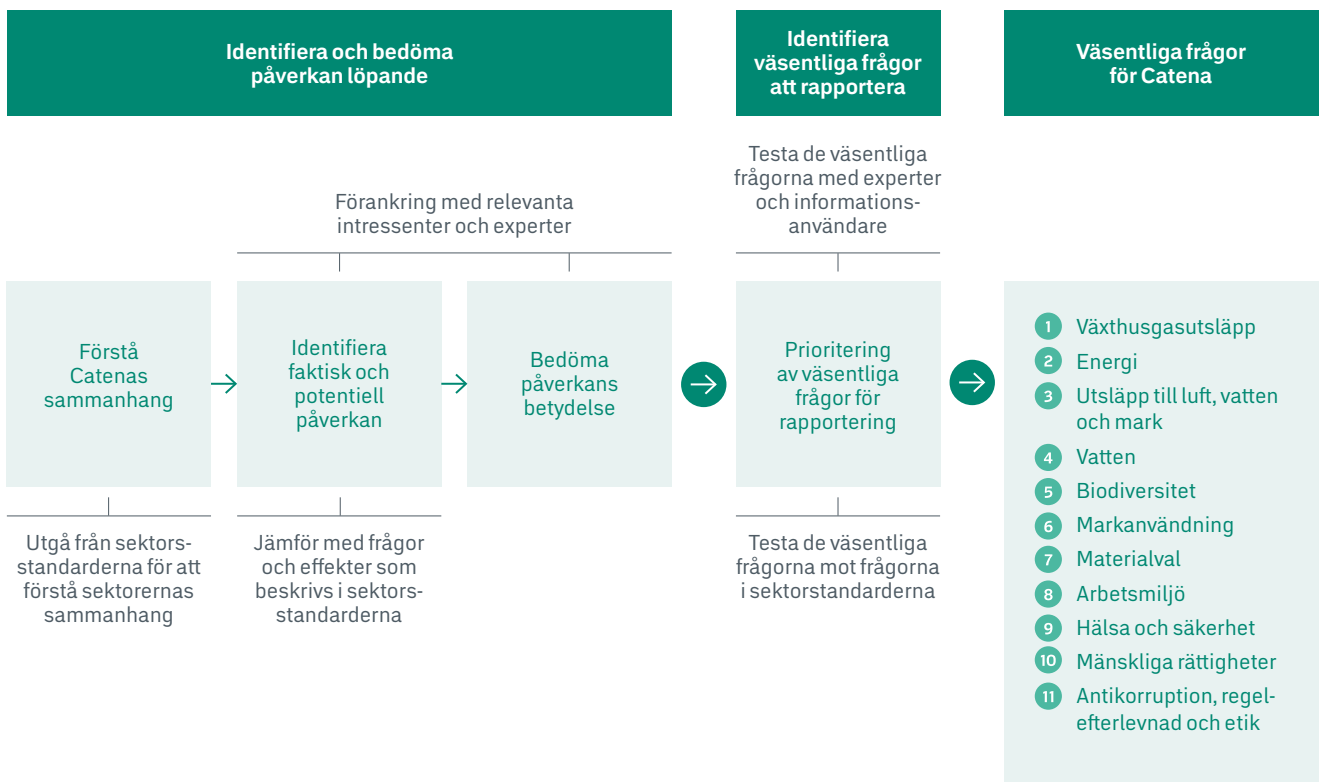 Identifiera och bedöma
påverkan löpande
Identifiera
väsentliga frågor
att rapportera
Väsentliga frågor
för Catena
Förankring med relevanta
intressenter och experter
Testa de väsentliga
frågorna med experter
och informations-
användare
Förstå
Catenas
sammanhang
Identifiera
faktisk och
potentiell
påverkan
Bedöma
påverkans
betydelse
Prioritering
av väsentliga
frågor för
rapportering
Utgå från sektors-
standarderna för att
förstå sektorernas
sammanhang
Jämför med frågor
och effekter som
beskrivs i sektors-
standarderna
Testa de väsentliga
frågorna mot frågorna
i sektorstandarderna
1 Växthusgasutsläpp
2 Energi
3 Utsläpp till luft, vatten
och mark
4 Vatten
5 Biodiversitet
6 Markanvändning
7 Materialval
8 Arbetsmiljö
9 Hälsa och säkerhet
10 Mänskliga rättigheter
11 Antikorruption, regel-
efterlevnad och etik